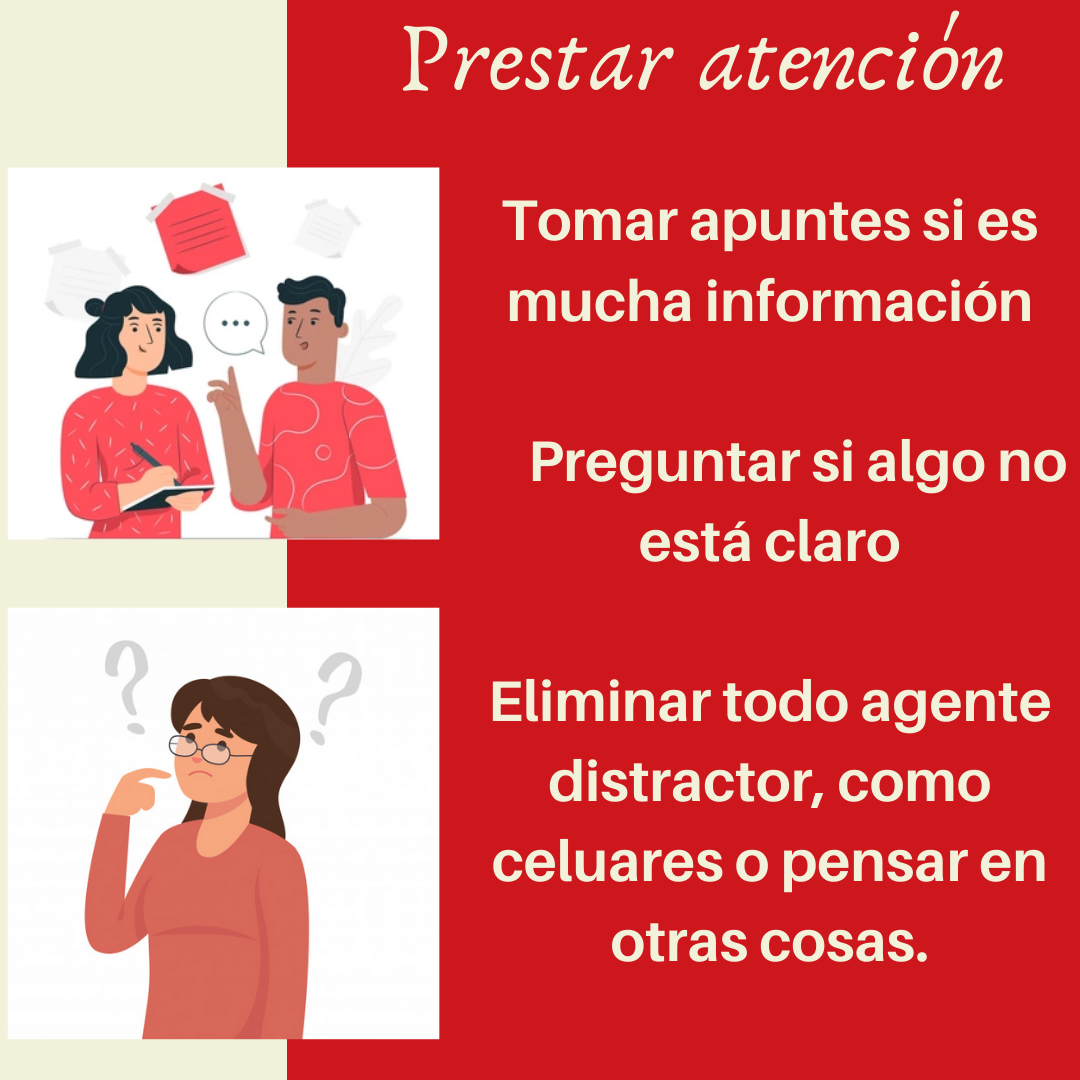 Prestar atención
Tomar apuntes si es
mucha información
Preguntar si algo no
está claro
Eliminar todo agente
distractor, como
celuares o pensar en
otras cosas.